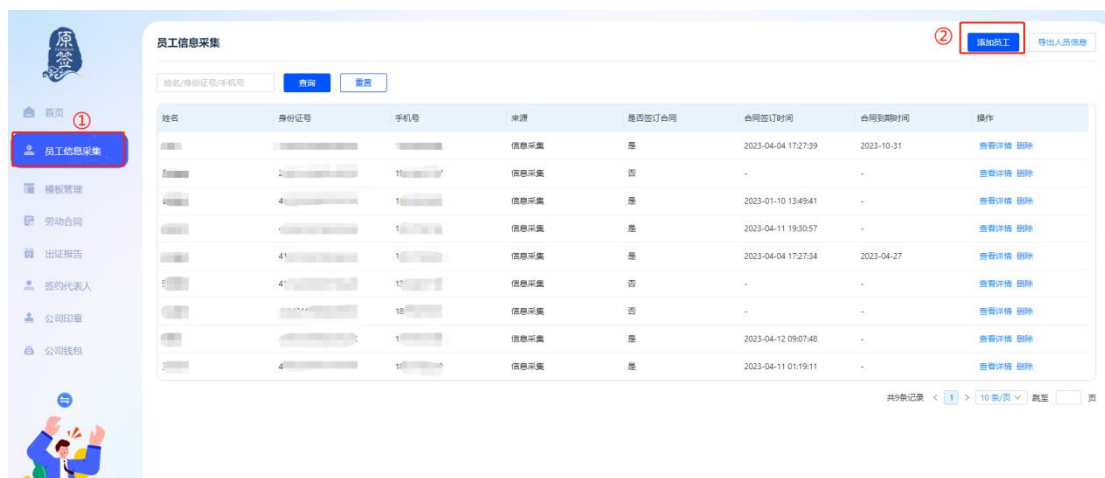 原签
员工信息采集
②
添加员工
导出人员信息
姓名/身份证号/手机号
查询
重置
首页
①
员工信息采集
模板管理
劳动合同
出证报告
签约代表人
公司印章
公司钱包
姓名 身份证号 手机号 来源 是否签订合同 合同签订时间 合同到期时间 操作
信息采集 是 2023-04-04 17:27:39 2023-10-31 查看详情 删除
信息采集 否 - - 查看详情 删除
信息采集 是 2023-01-10 13:49:41 - 查看详情 删除
信息采集 是 2023-04-11 19:30:57 - 查看详情 删除
信息采集 是 2023-04-04 17:27:34 2023-04-27 查看详情 删除
信息采集 否 - - 查看详情 删除
信息采集 否 - - 查看详情 删除
信息采集 是 2023-04-12 09:07:48 - 查看详情 删除
信息采集 是 2023-04-11 01:19:11 - 查看详情 删除
共9条记录 < 1 > 10 条/页 跳至 页